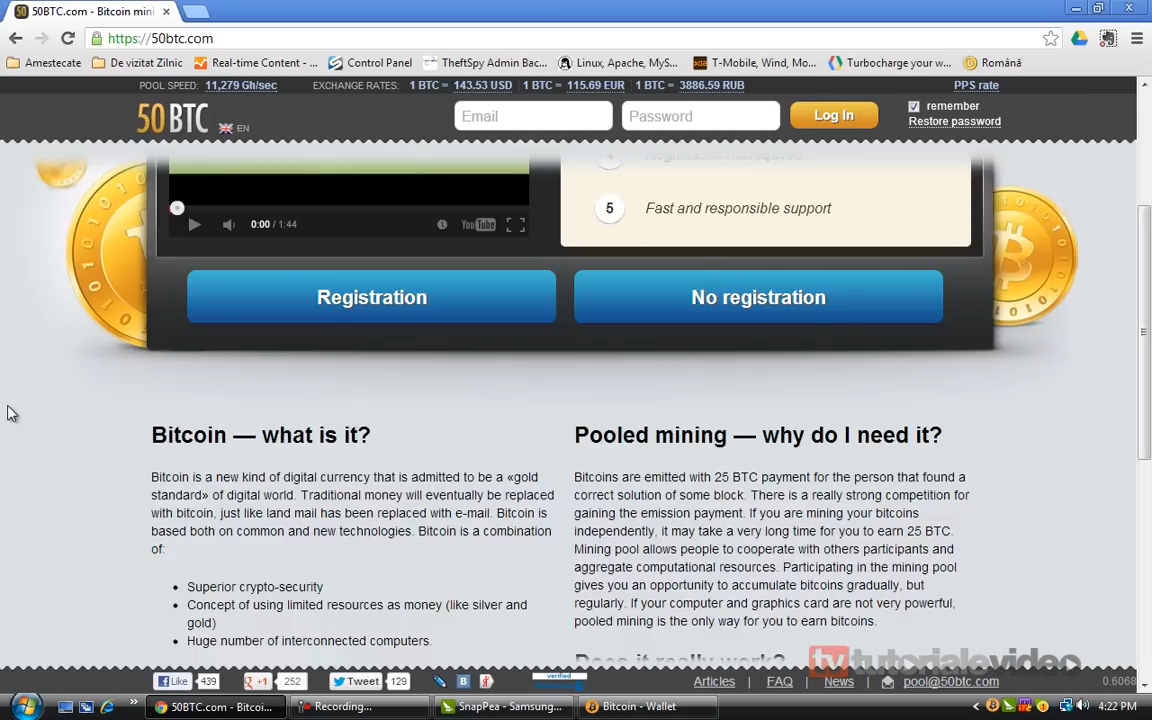 50BTC.com - Bitcoin mini
https://50btc.com
Amestecate
De vizitat Zilnic
Real-time Content - ...
Control Panel
TheftSpy Admin Bac...
Linux, Apache, MyS...
T-Mobile, Wind, Mo...
Turbocharge your w...
Română
POOL SPEED: 11,279 Gh/sec EXCHANGE RATES: 1 BTC = 143.53 USD 1 BTC = 115.69 EUR 1 BTC = 3886.59 RUB PPS rate
50BTC EN
Email
Password
Log In
remember
Restore password
Registration not required
5 Fast and responsible support
0:00 / 1:44
YouTube
Registration
No registration
Bitcoin — what is it?
Bitcoin is a new kind of digital currency that is admitted to be a «gold
standard» of digital world. Traditional money will eventually be replaced
with bitcoin, just like land mail has been replaced with e-mail. Bitcoin is
based both on common and new technologies. Bitcoin is a combination
of:
• Superior crypto-security
• Concept of using limited resources as money (like silver and
gold)
• Huge number of interconnected computers.
Pooled mining — why do I need it?
Bitcoins are emitted with 25 BTC payment for the person that found a
correct solution of some block. There is a really strong competition for
gaining the emission payment. If you are mining your bitcoins
independently, it may take a very long time for you to earn 25 BTC.
Mining pool allows people to cooperate with others participants and
aggregate computational resources. Participating in the mining pool
gives you an opportunity to accumulate bitcoins gradually, but
regularly. If your computer and graphics card are not very powerful,
pooled mining is the only way for you to earn bitcoins.
Does it really work?
tvtutorialevideo
Like 439
+1 252
Tweet 129
B
verified
Articles | FAQ | News | pool@50btc.com
0.6068
50BTC.com - Bitcoi...
Recording...
SnapPea - Samsung...
Bitcoin - Wallet
4:22 PM